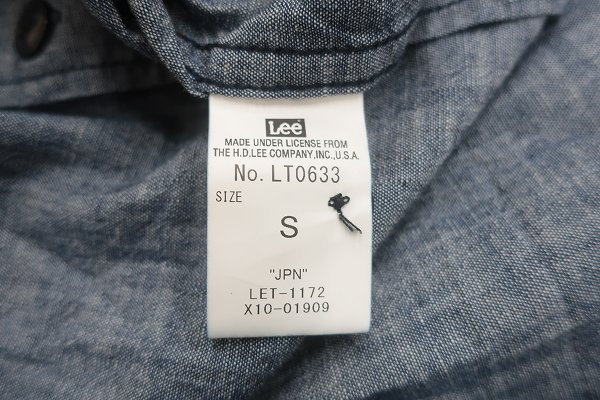 Lee
MADE UNDER LICENSE FROM
THE H.D.LEE COMPANY,INC.,U.S.A.
No. LT0633
SIZE
S
"JPN"
LET-1172
X10-01909